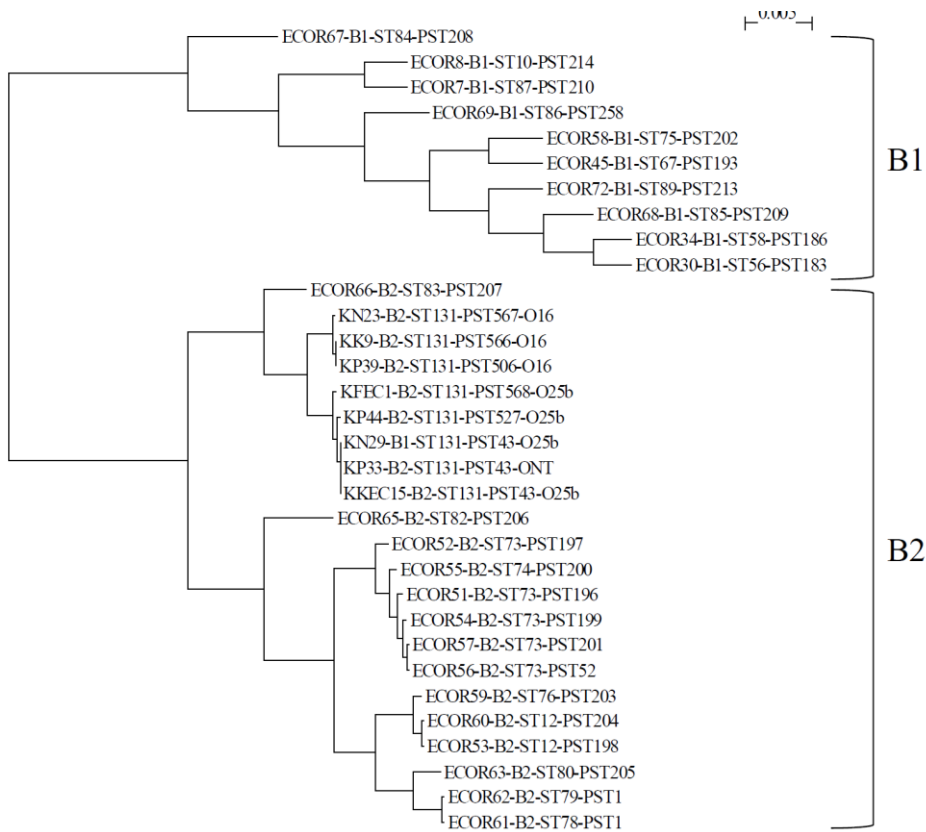 ECOR67-B1-ST84-PST208
ECOR8-B1-ST10-PST214
ECOR7-B1-ST87-PST210
ECOR69-B1-ST86-PST258
ECOR58-B1-ST75-PST202
ECOR45-B1-ST67-PST193
ECOR72-B1-ST89-PST213
ECOR68-B1-ST85-PST209
ECOR34-B1-ST58-PST186
ECOR30-B1-ST56-PST183
B1
ECOR66-B2-ST83-PST207
KN23-B2-ST131-PST567-O16
KK9-B2-ST131-PST566-O16
KP39-B2-ST131-PST506-O16
KFEC1-B2-ST131-PST568-O25b
KP44-B2-ST131-PST527-O25b
KN29-B1-ST131-PST43-O25b
KP33-B2-ST131-PST43-ONT
KKEC15-B2-ST131-PST43-O25b
ECOR65-B2-ST82-PST206
ECOR52-B2-ST73-PST197
ECOR55-B2-ST74-PST200
ECOR51-B2-ST73-PST196
ECOR54-B2-ST73-PST199
ECOR57-B2-ST73-PST201
ECOR56-B2-ST73-PST52
ECOR59-B2-ST76-PST203
ECOR60-B2-ST12-PST204
ECOR53-B2-ST12-PST198
ECOR63-B2-ST80-PST205
ECOR62-B2-ST79-PST1
ECOR61-B2-ST78-PST1
B2